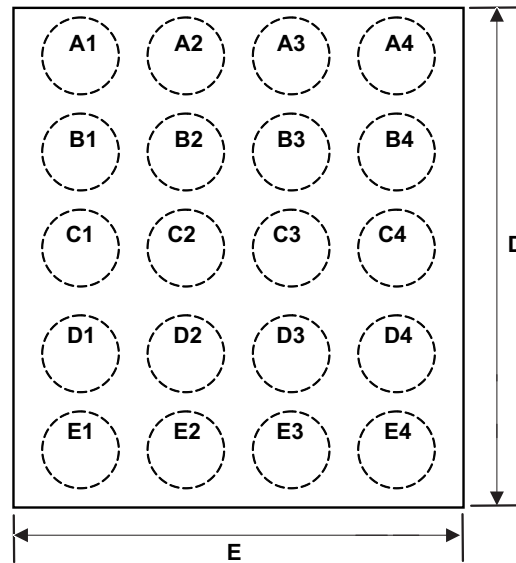 A1 A2 A3 A4
B1 B2 B3 B4
C1 C2 C3 C4
D
D1 D2 D3 D4
E1 E2 E3 E4
E